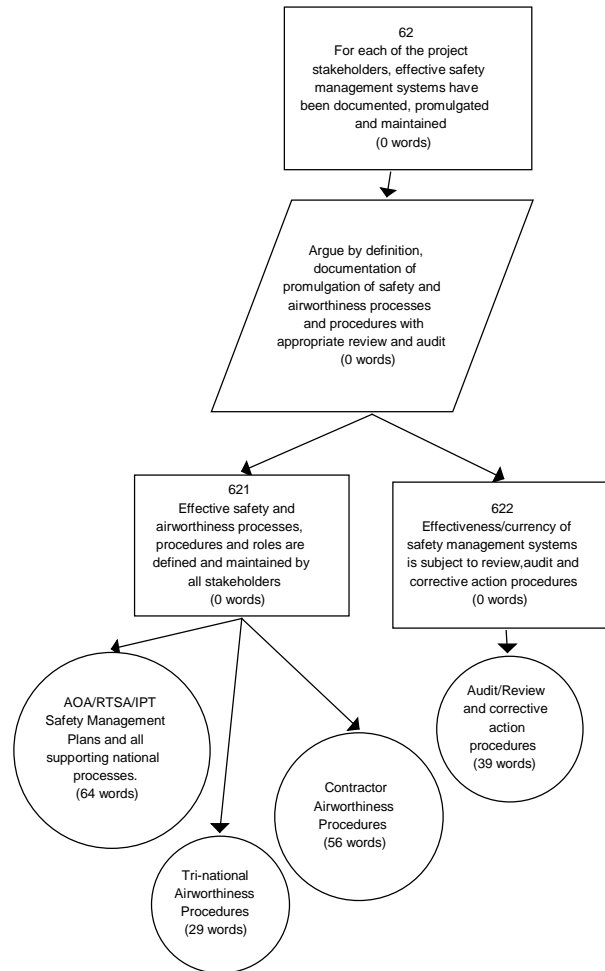 62
For each of the project
stakeholders, effective safety
management systems have
been documented, promulgated
and maintained
(0 words)
Argue by definition,
documentation of
promulgation of safety and
airworthiness processes
and procedures with
appropriate review and audit
(0 words)
621
Effective safety and
airworthiness processes,
procedures and roles are
defined and maintained by
all stakeholders
(0 words)
622
Effectiveness/currency of
safety management systems
is subject to review,audit and
corrective action procedures
(0 words)
AOA/RTSA/IPT
Safety Management
Plans and all
supporting national
processes.
(64 words)
Tri-national
Airworthiness
Procedures
(29 words)
Contractor
Airworthiness
Procedures
(56 words)
Audit/Review
and corrective
action
procedures
(39 words)